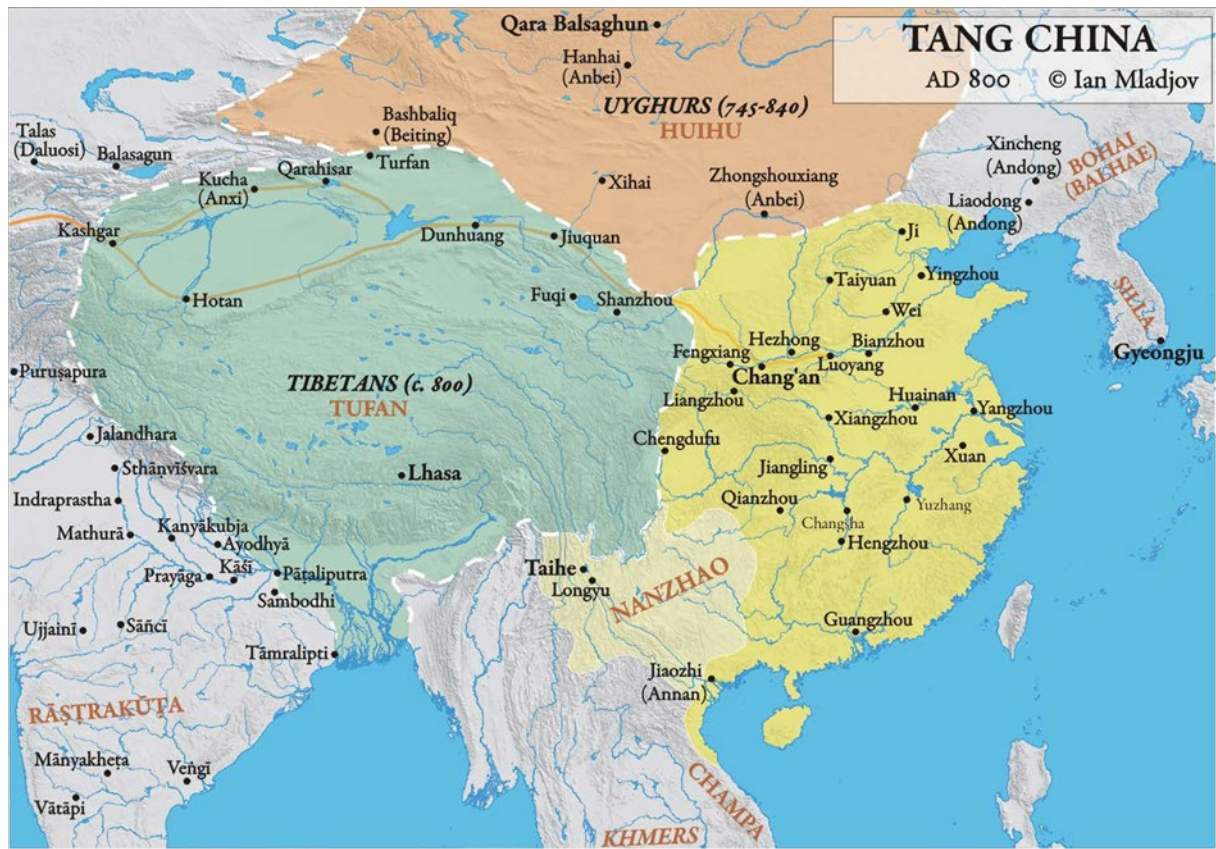 TANG CHINA
AD 800 © Ian Mladjov
Qara Balsaghun
Hanhai
(Anbei)
UYGHURS (745-840)
HUIHU
Bashbaliq
(Beiting)
Talas
(Daluosi)
Balasagun
Turfan
Qarahisar
Kucha
(Anxi)
Xihai
Zhongshouxiang
(Anbei)
Xincheng
(Andong)
BOHAI
(BALHAE)
Liaodong
(Andong)
Kashgar
Dunhuang
Jiuquan
Ji
Hotan
Fuqi
Shanzhou
Taiyuan
Yingzhou
Wei
SILLA
Gyeongju
Hezhong
Bianzhou
Fengxiang
Luoyang
Chang'an
Puruṣapura
TIBETANS (c. 800)
TUFAN
Liangzhou
Huainan
Xiangzhou
Yangzhou
Jalandhara
Chengdufu
Xuan
Sthāṇvīśvara
Lhasa
Jiangling
Indraprastha
Qianzhou
Yuzhang
Changsha
Mathurā
Kanyākubja
Ayodhyā
Hengzhou
Prayāga
Kāśī
Pāṭaliputra
Taihe
Longyu
NANZHAO
Sambodhi
Ujjainī
Sāñcī
Guangzhou
Tāmralipti
Jiaozhi
(Annan)
RĀṢṬRAKŪṬA
Mānyakheṭa
Veṅgī
Vātāpi
CHAMPA
KHMERS